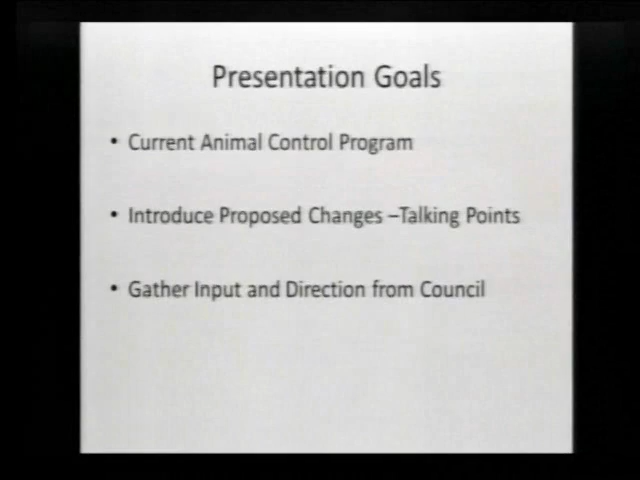 Presentation Goals
• Current Animal Control Program
• Introduce Proposed Changes –Talking Points
• Gather Input and Direction from Council